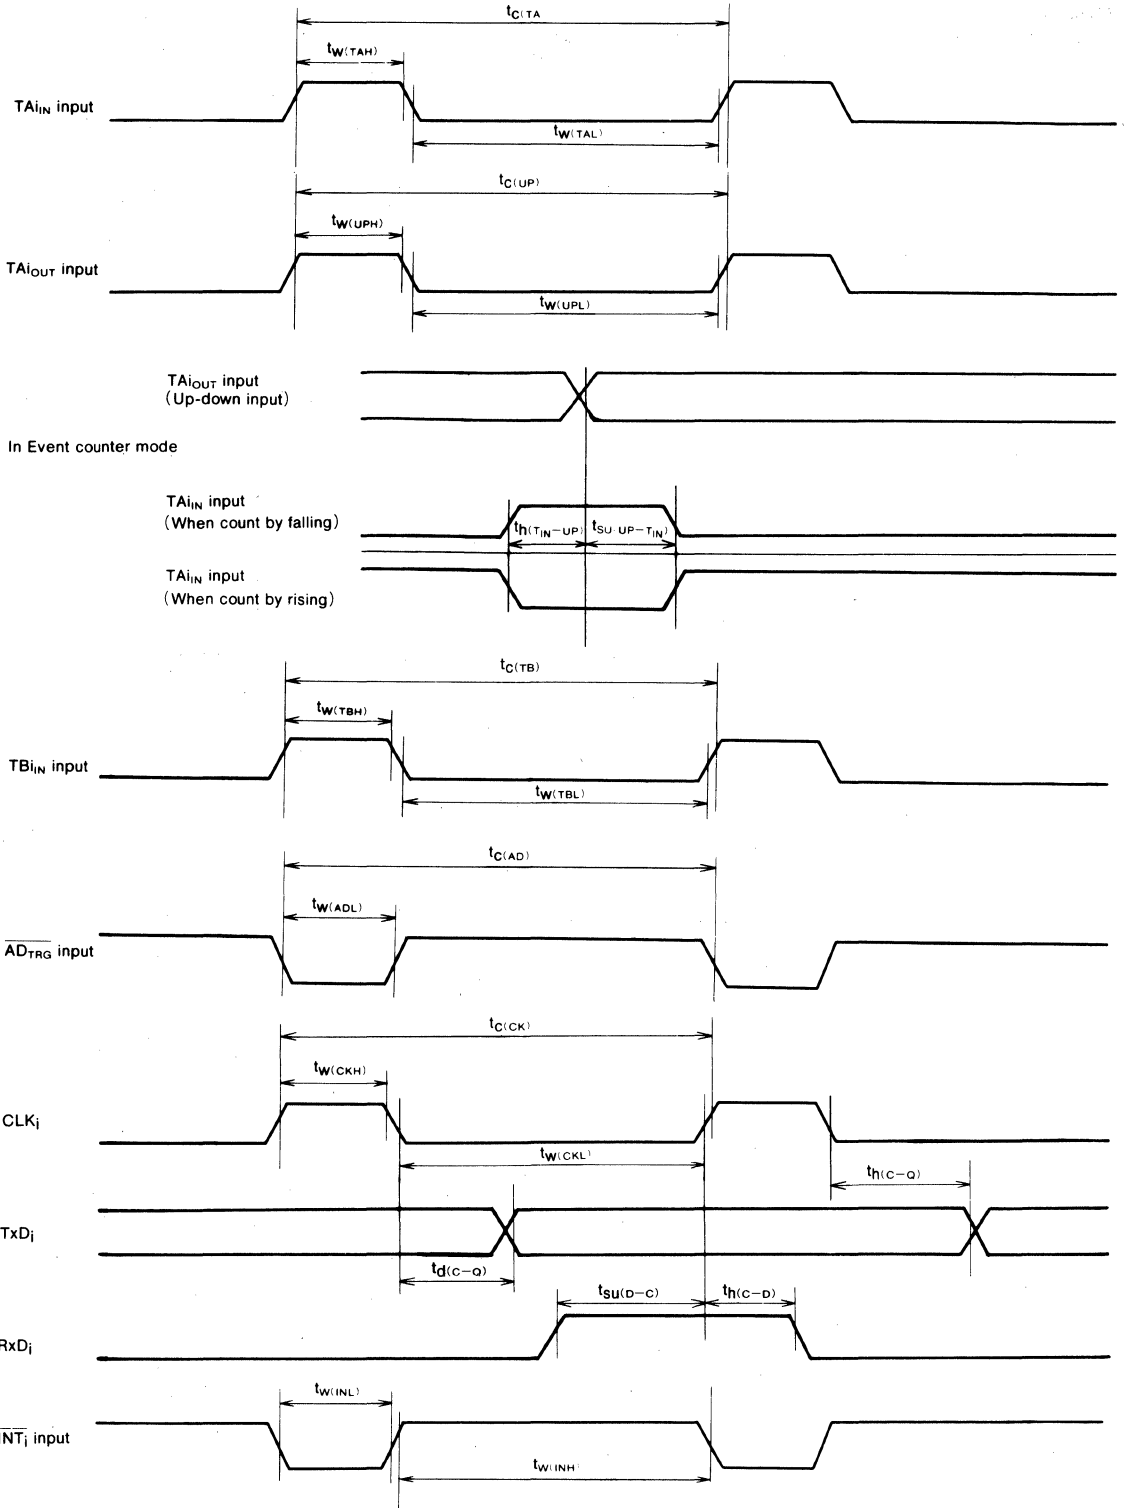 tC(TA
tW(TAH)
TAiIN input
tW(TAL)
tC(UP)
tW(UPH)
TAiOUT input
tW(UPL)
TAiOUT input
(Up-down input)
In Event counter mode
TAiIN input
(When count by falling)
th(TIN−UP) tSU UP−TIN)
TAiIN input
(When count by rising)
tC(TB)
tW(TBH)
TBiIN input
tW(TBL)
tC(AD)
tW(ADL)
ADTRG input
tC(CK)
tW(CKH)
CLKi
tW(CKL)
th(C−Q)
TxDi
td(C−Q)
tsu(D−C) th(C−D)
RxDi
tW(INL)
INTi input
tW(INH)